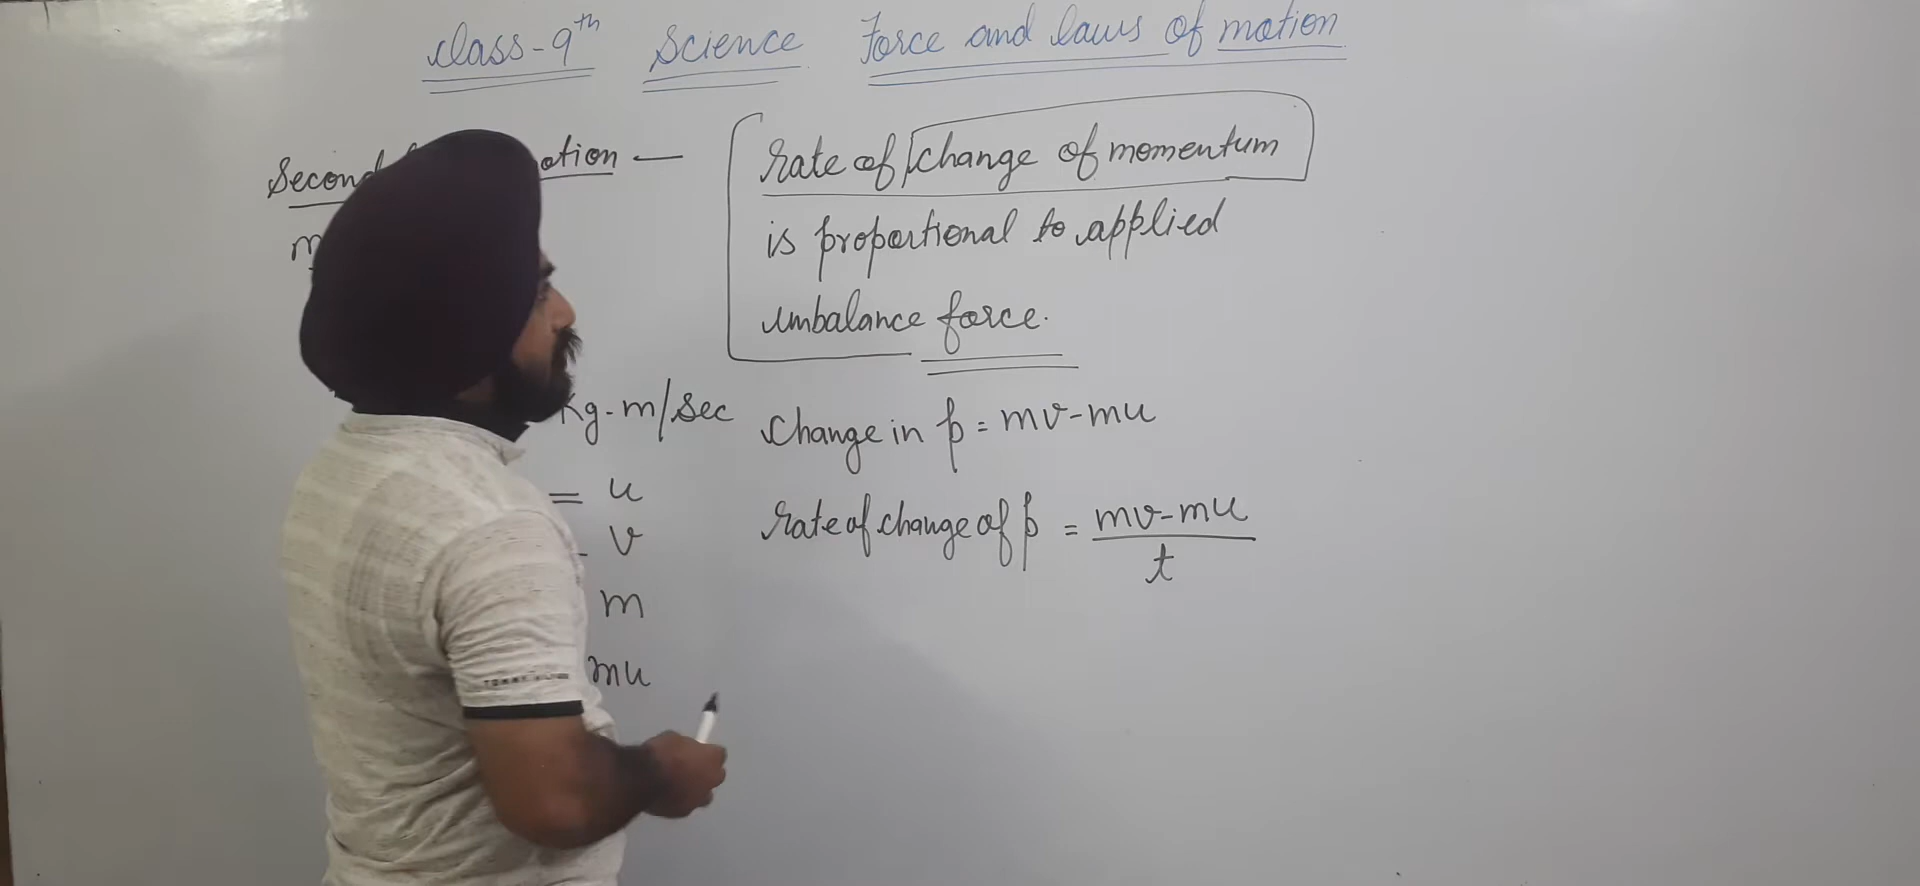 Class-9th Science Force and laws of motion
Second otion —
rate of change of momentum
is proportional to applied
umbalance force.
Kg-m/sec
change in p = mv-mu
= u
rate of change of p = mv-mu
t
- v
m
mu